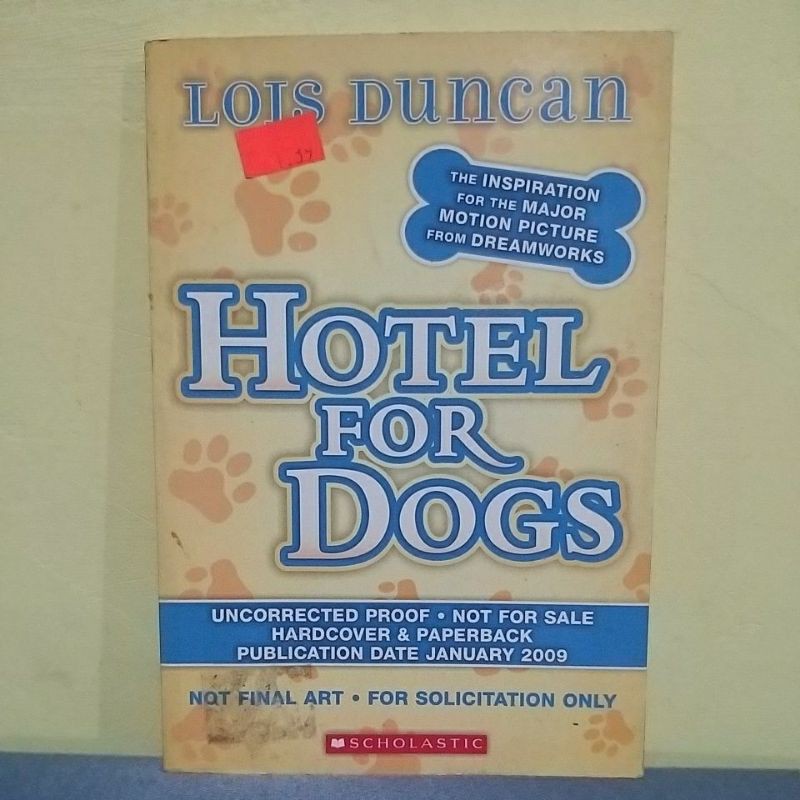 Lois Duncan
THE INSPIRATION
FOR THE MAJOR
MOTION PICTURE
FROM DREAMWORKS
HOTEL
FOR
DOGS
UNCORRECTED PROOF • NOT FOR SALE
HARDCOVER & PAPERBACK
PUBLICATION DATE JANUARY 2009
NOT FINAL ART • FOR SOLICITATION ONLY
SCHOLASTIC